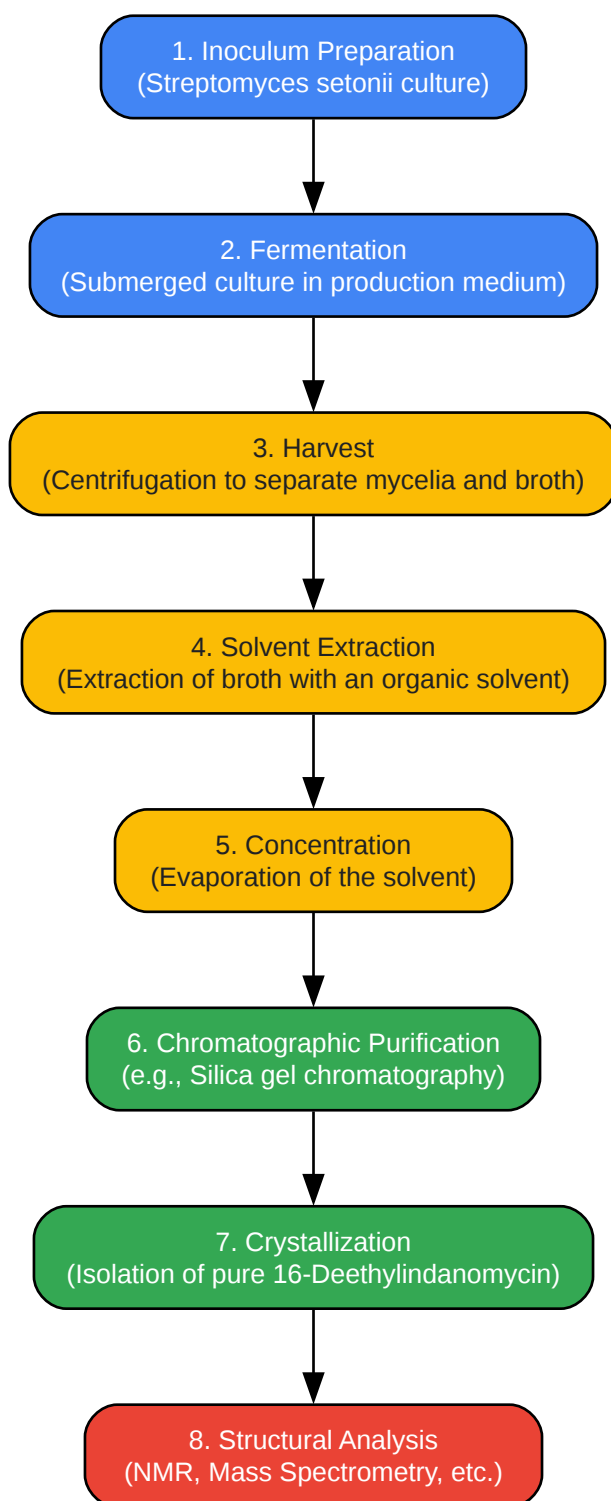 1. Inoculum Preparation
(Streptomyces setonii culture)
2. Fermentation
(Submerged culture in production medium)
3. Harvest
(Centrifugation to separate mycelia and broth)
4. Solvent Extraction
(Extraction of broth with an organic solvent)
5. Concentration
(Evaporation of the solvent)
6. Chromatographic Purification
(e.g., Silica gel chromatography)
7. Crystallization
(Isolation of pure 16-Deethylindanomycin)
8. Structural Analysis
(NMR, Mass Spectrometry, etc.)